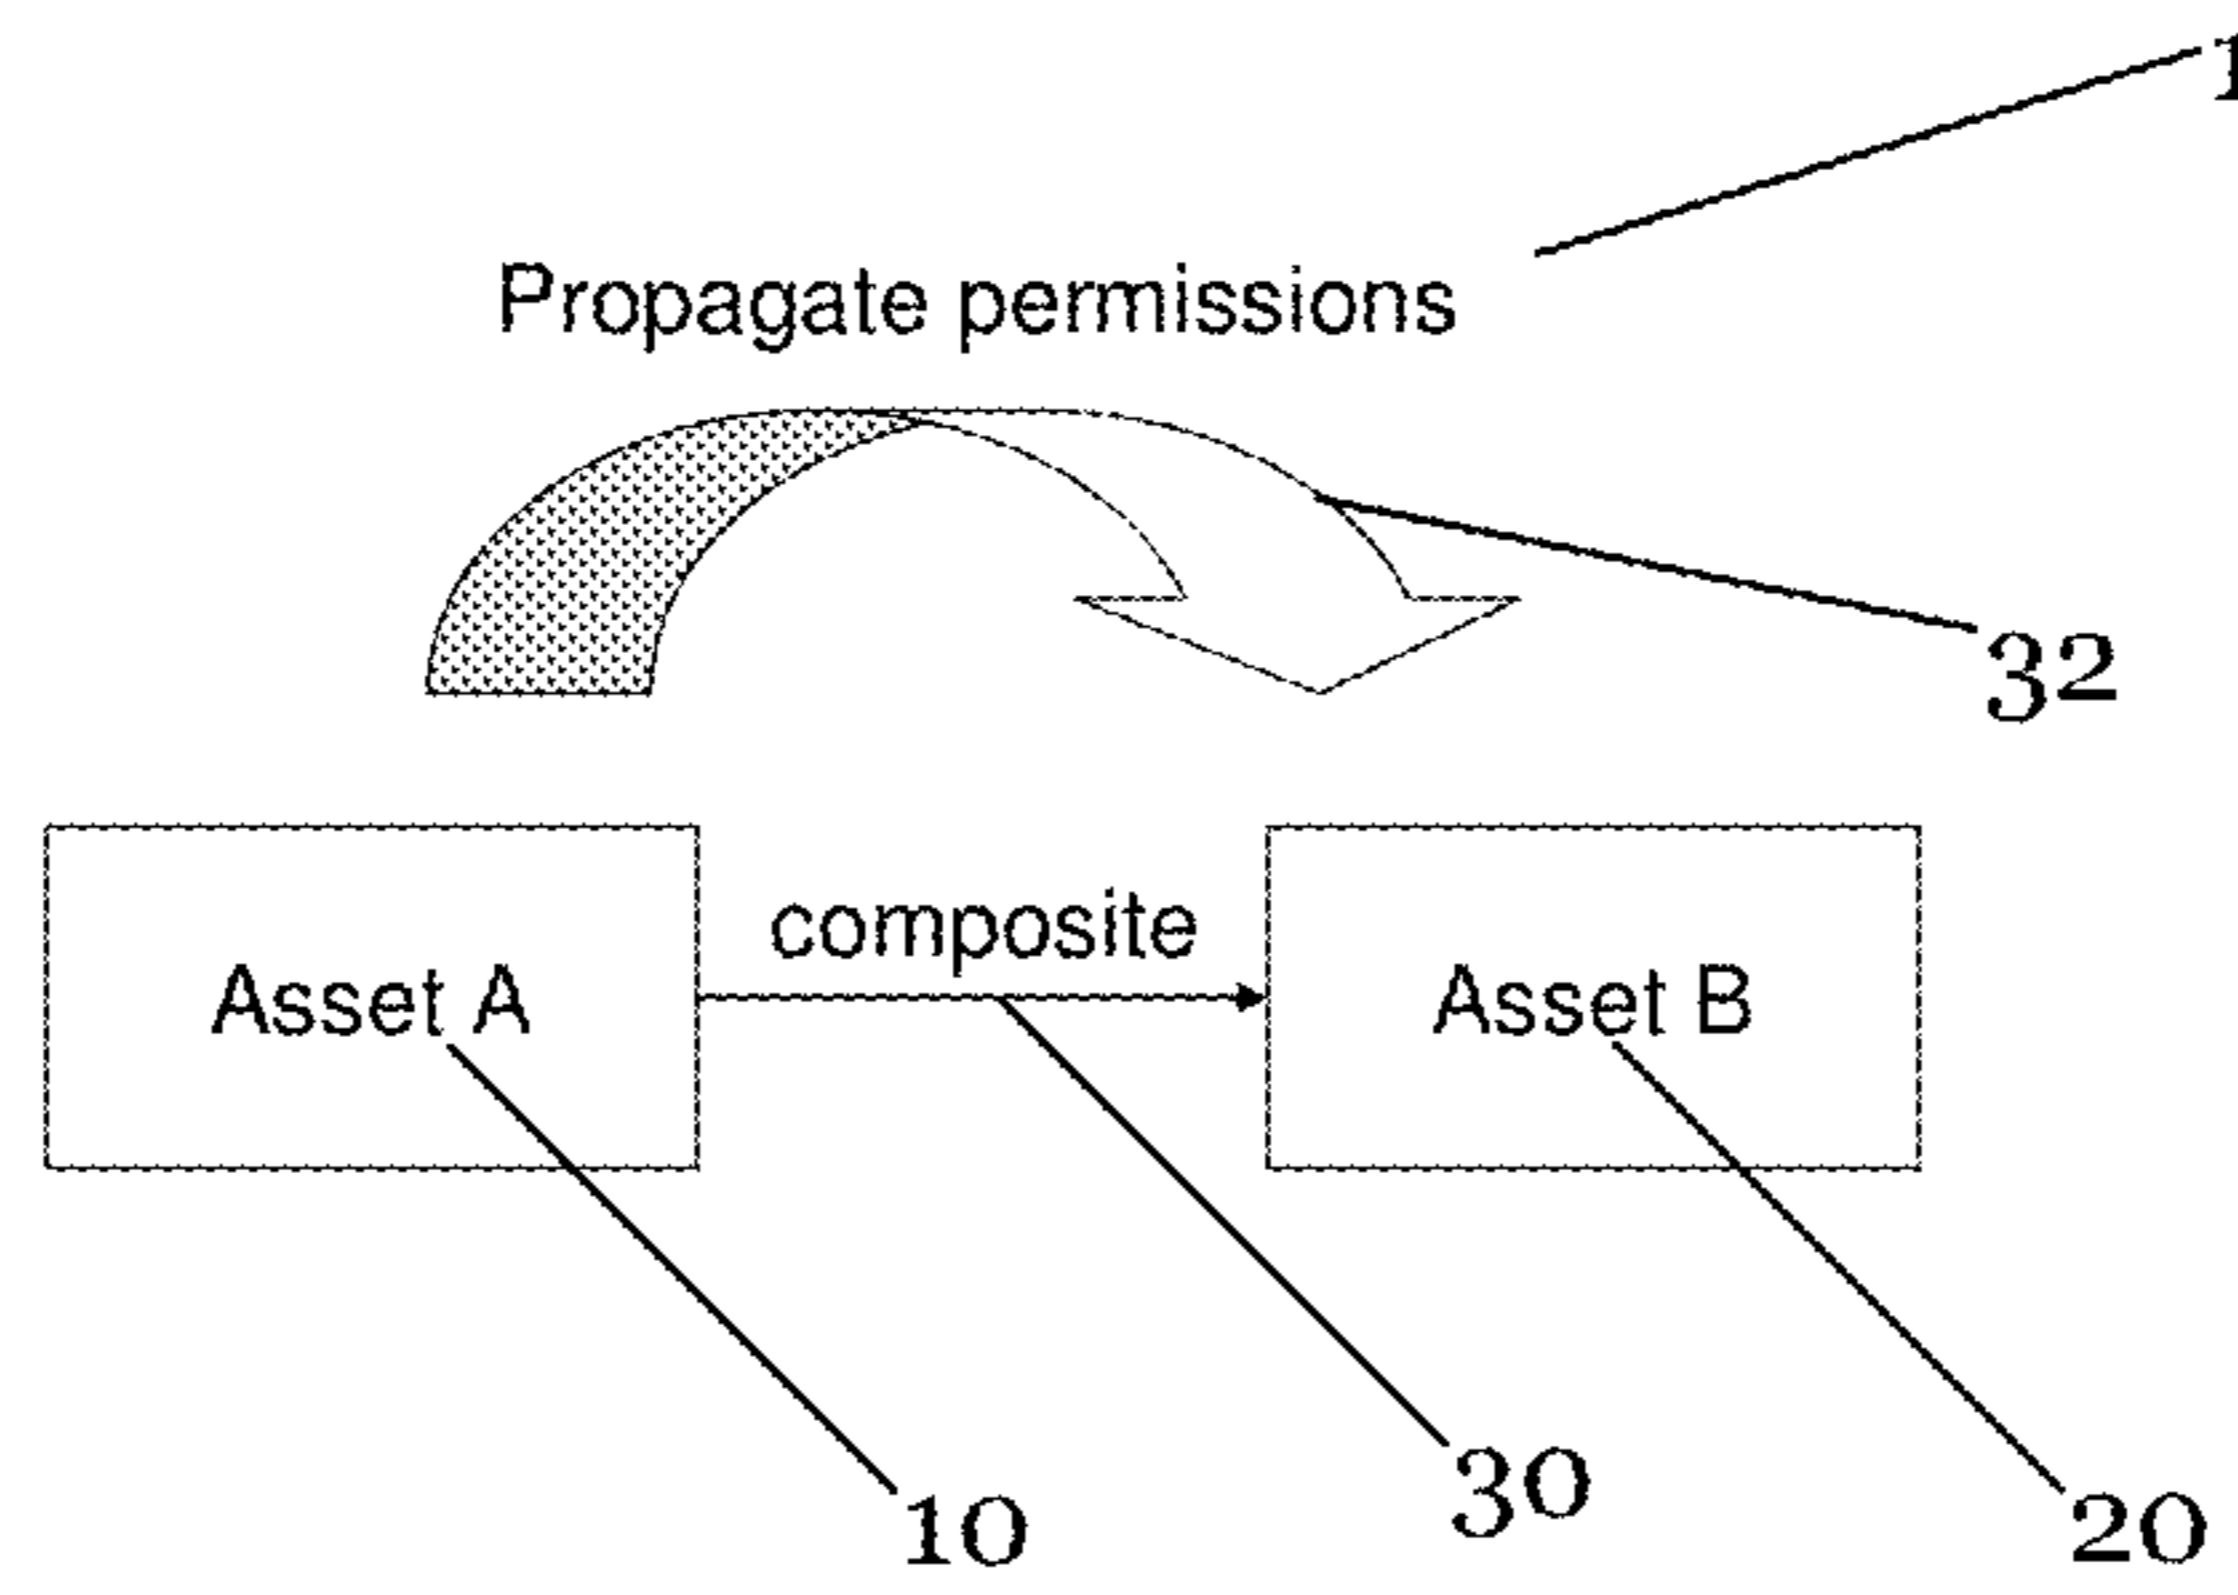 Propagate permissions
32
composite
Asset A
Asset B
10
30
20